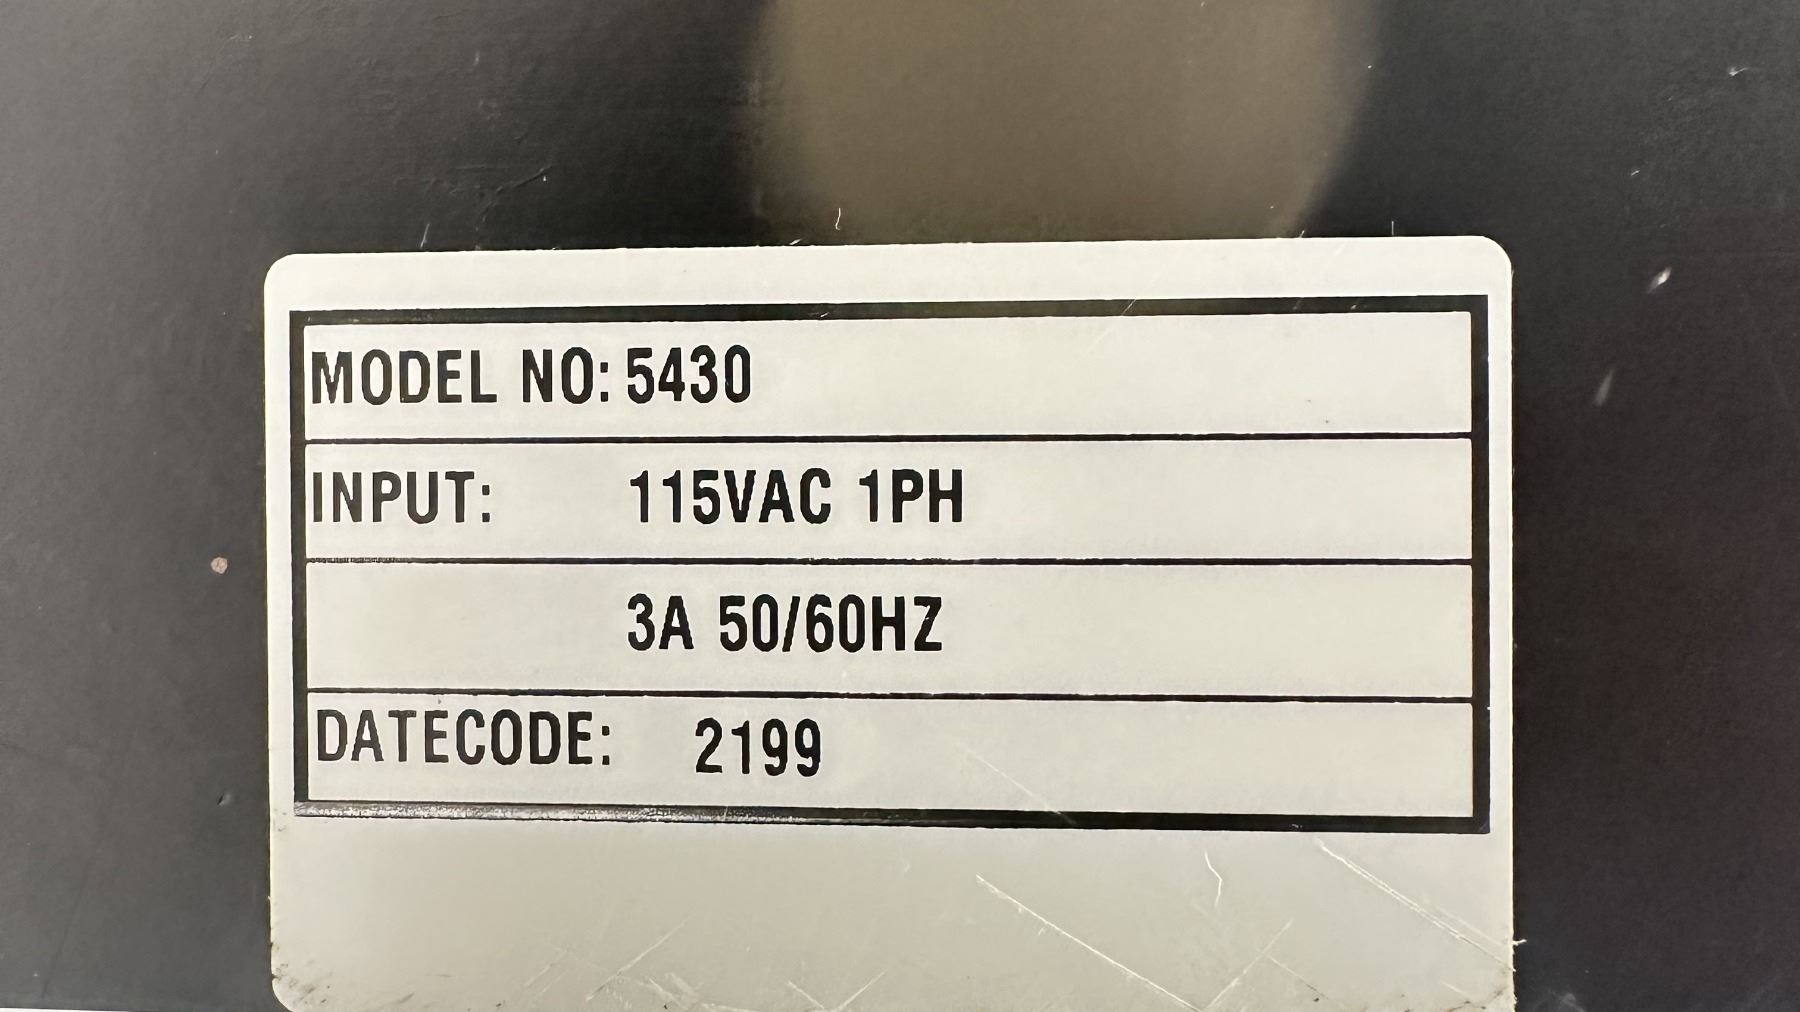 MODEL NO: 5430
INPUT: 115VAC 1PH
3A 50/60HZ
DATECODE: 2199